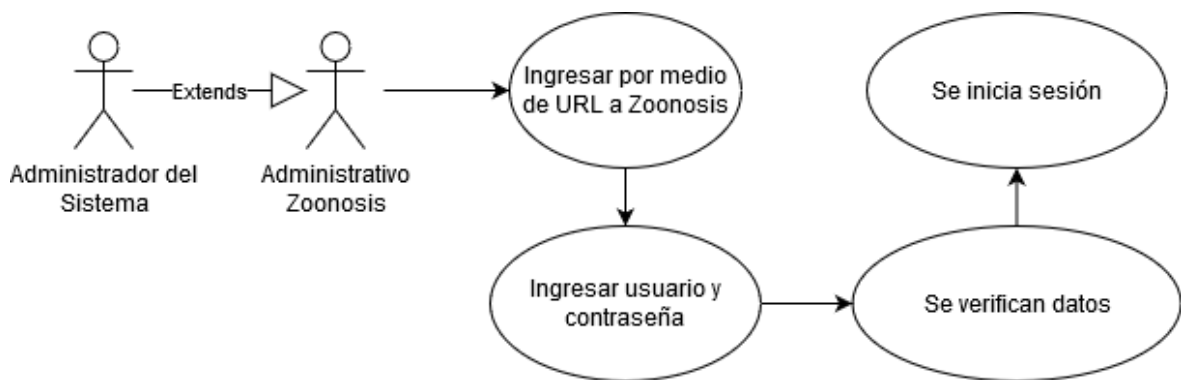 Extends
Administrador del
Sistema
Administrativo
Zoonosis
Ingresar por medio
de URL a Zoonosis
Ingresar usuario y
contraseña
Se verifican datos
Se inicia sesión